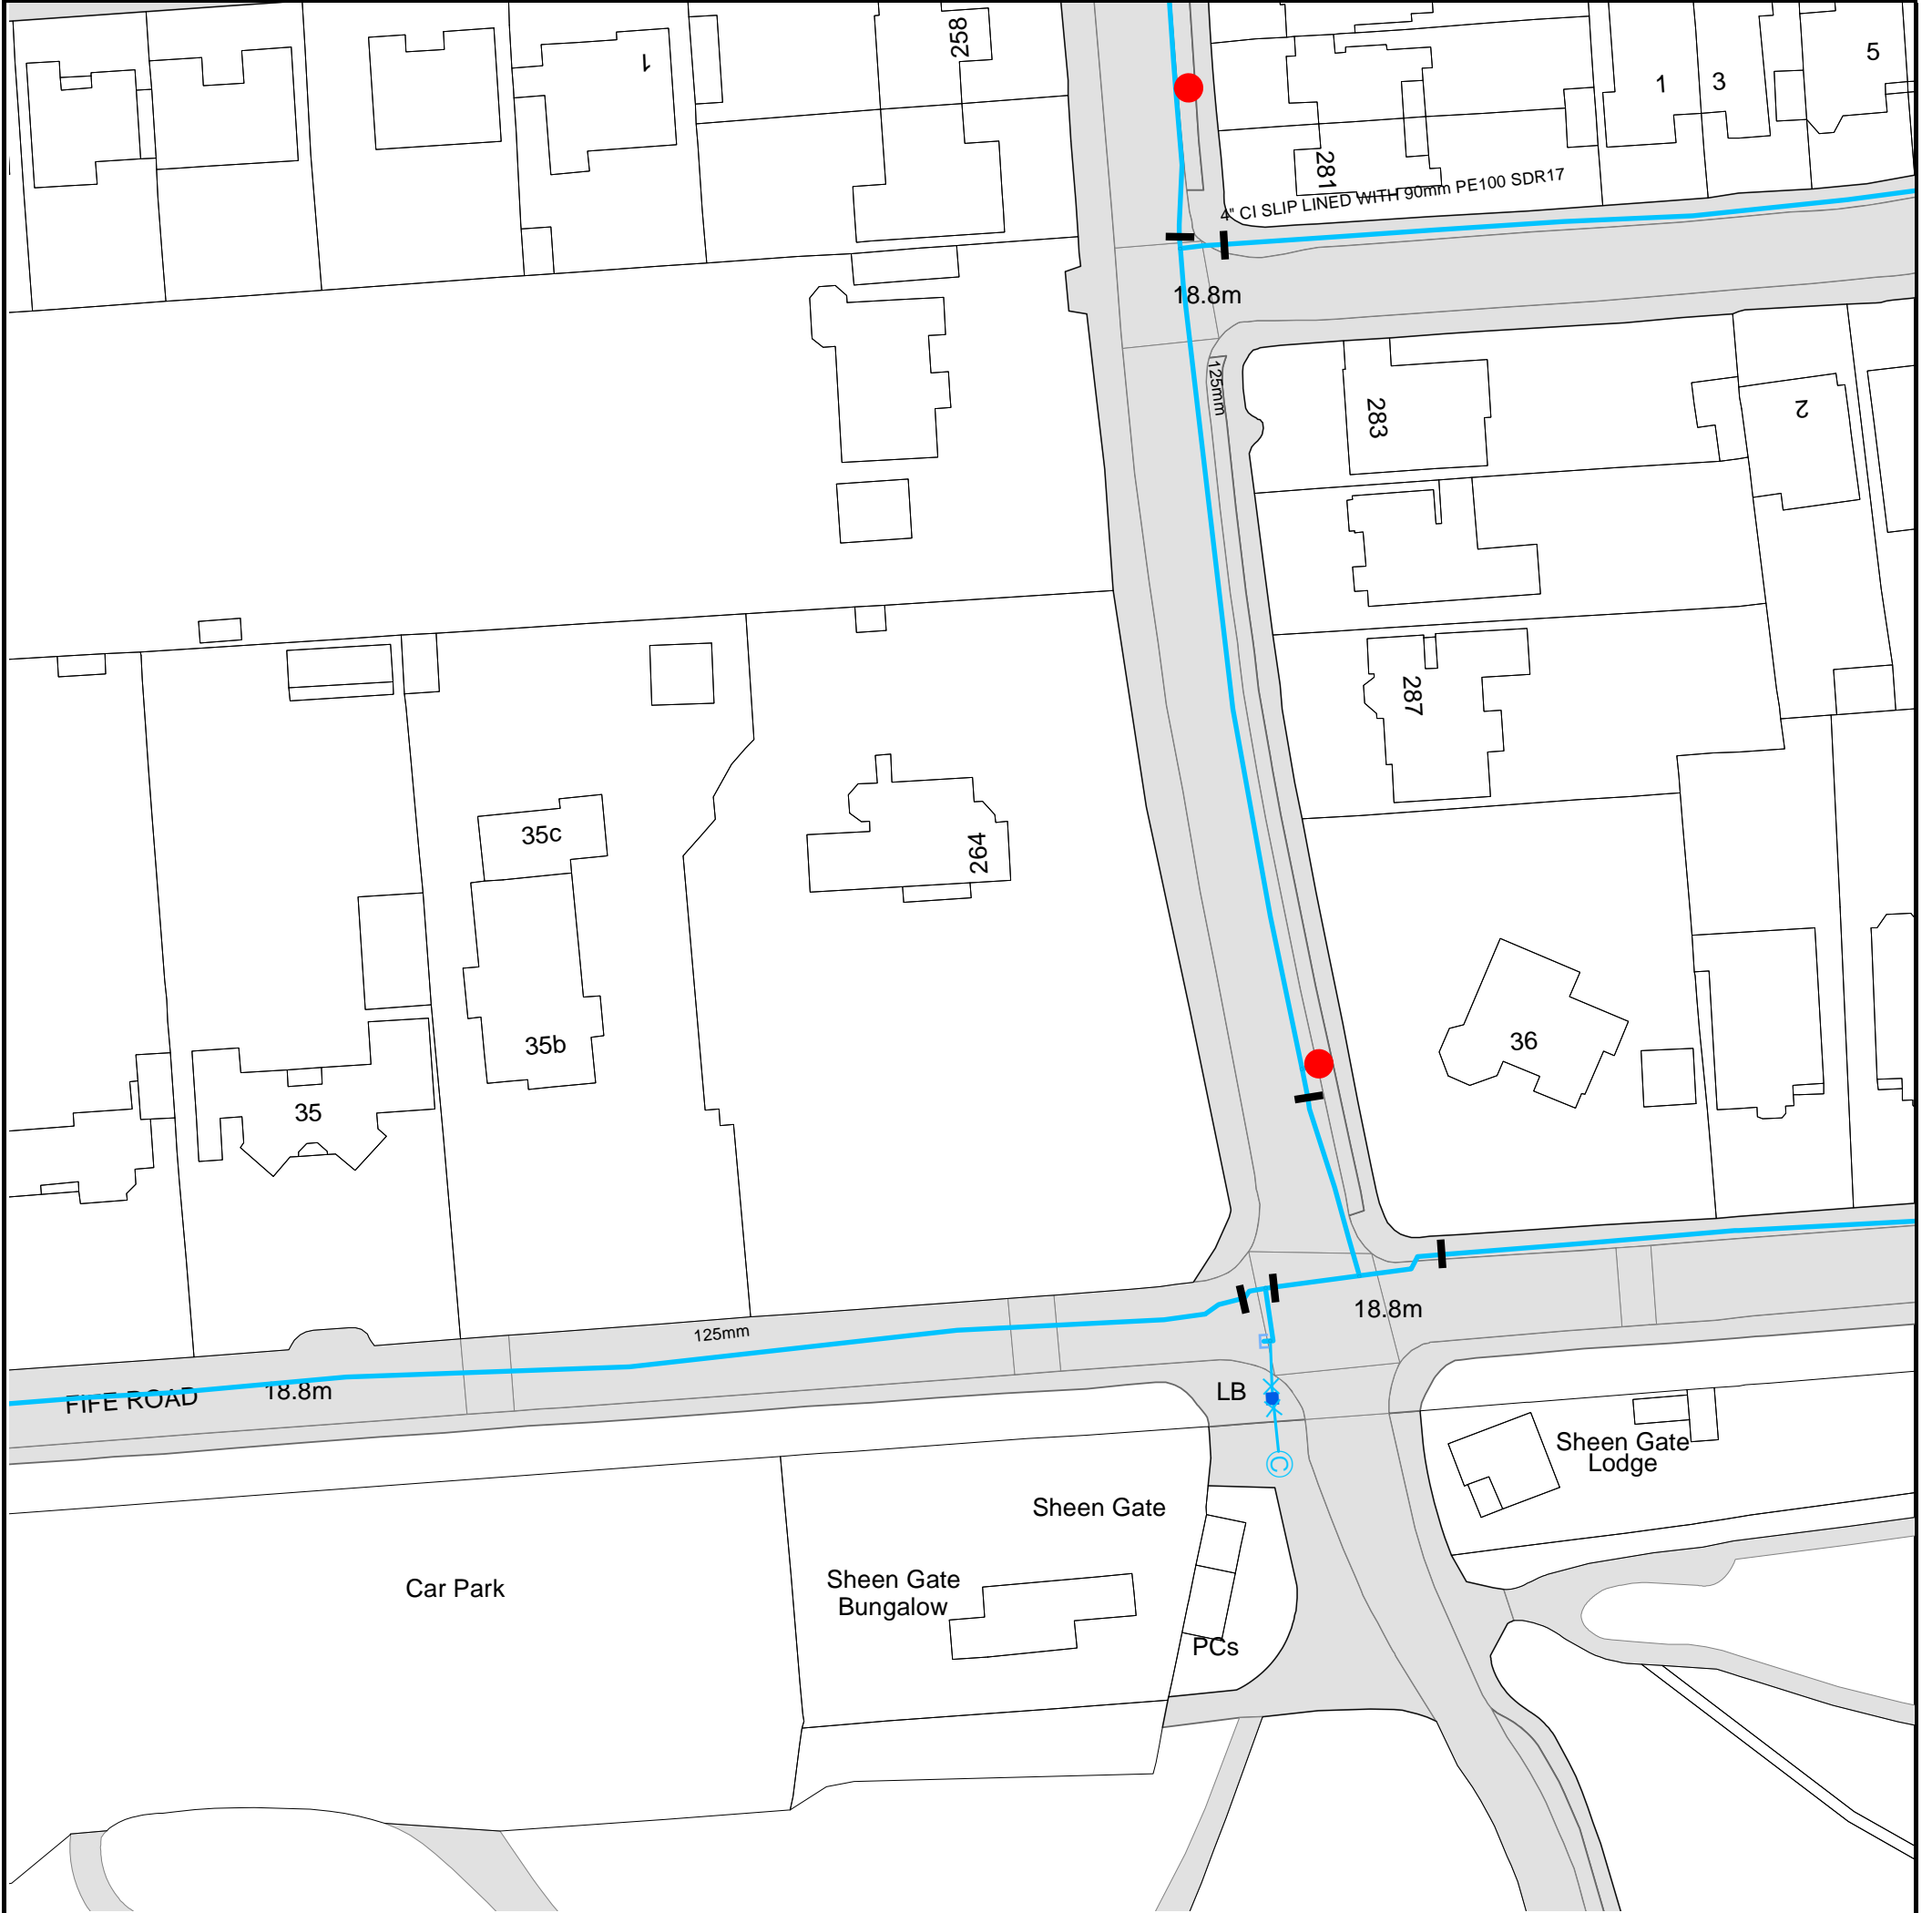 258
1
1
3
5
281
4" CI SLIP LINED WITH 90mm PE100 SDR17
18.8m
125mm
283
2
287
35c
264
35b
36
35
18.8m
125mm
FIFE ROAD
18.8m
LB
C
Sheen Gate
Lodge
Sheen Gate
Car Park
Sheen Gate
Bungalow
PCs